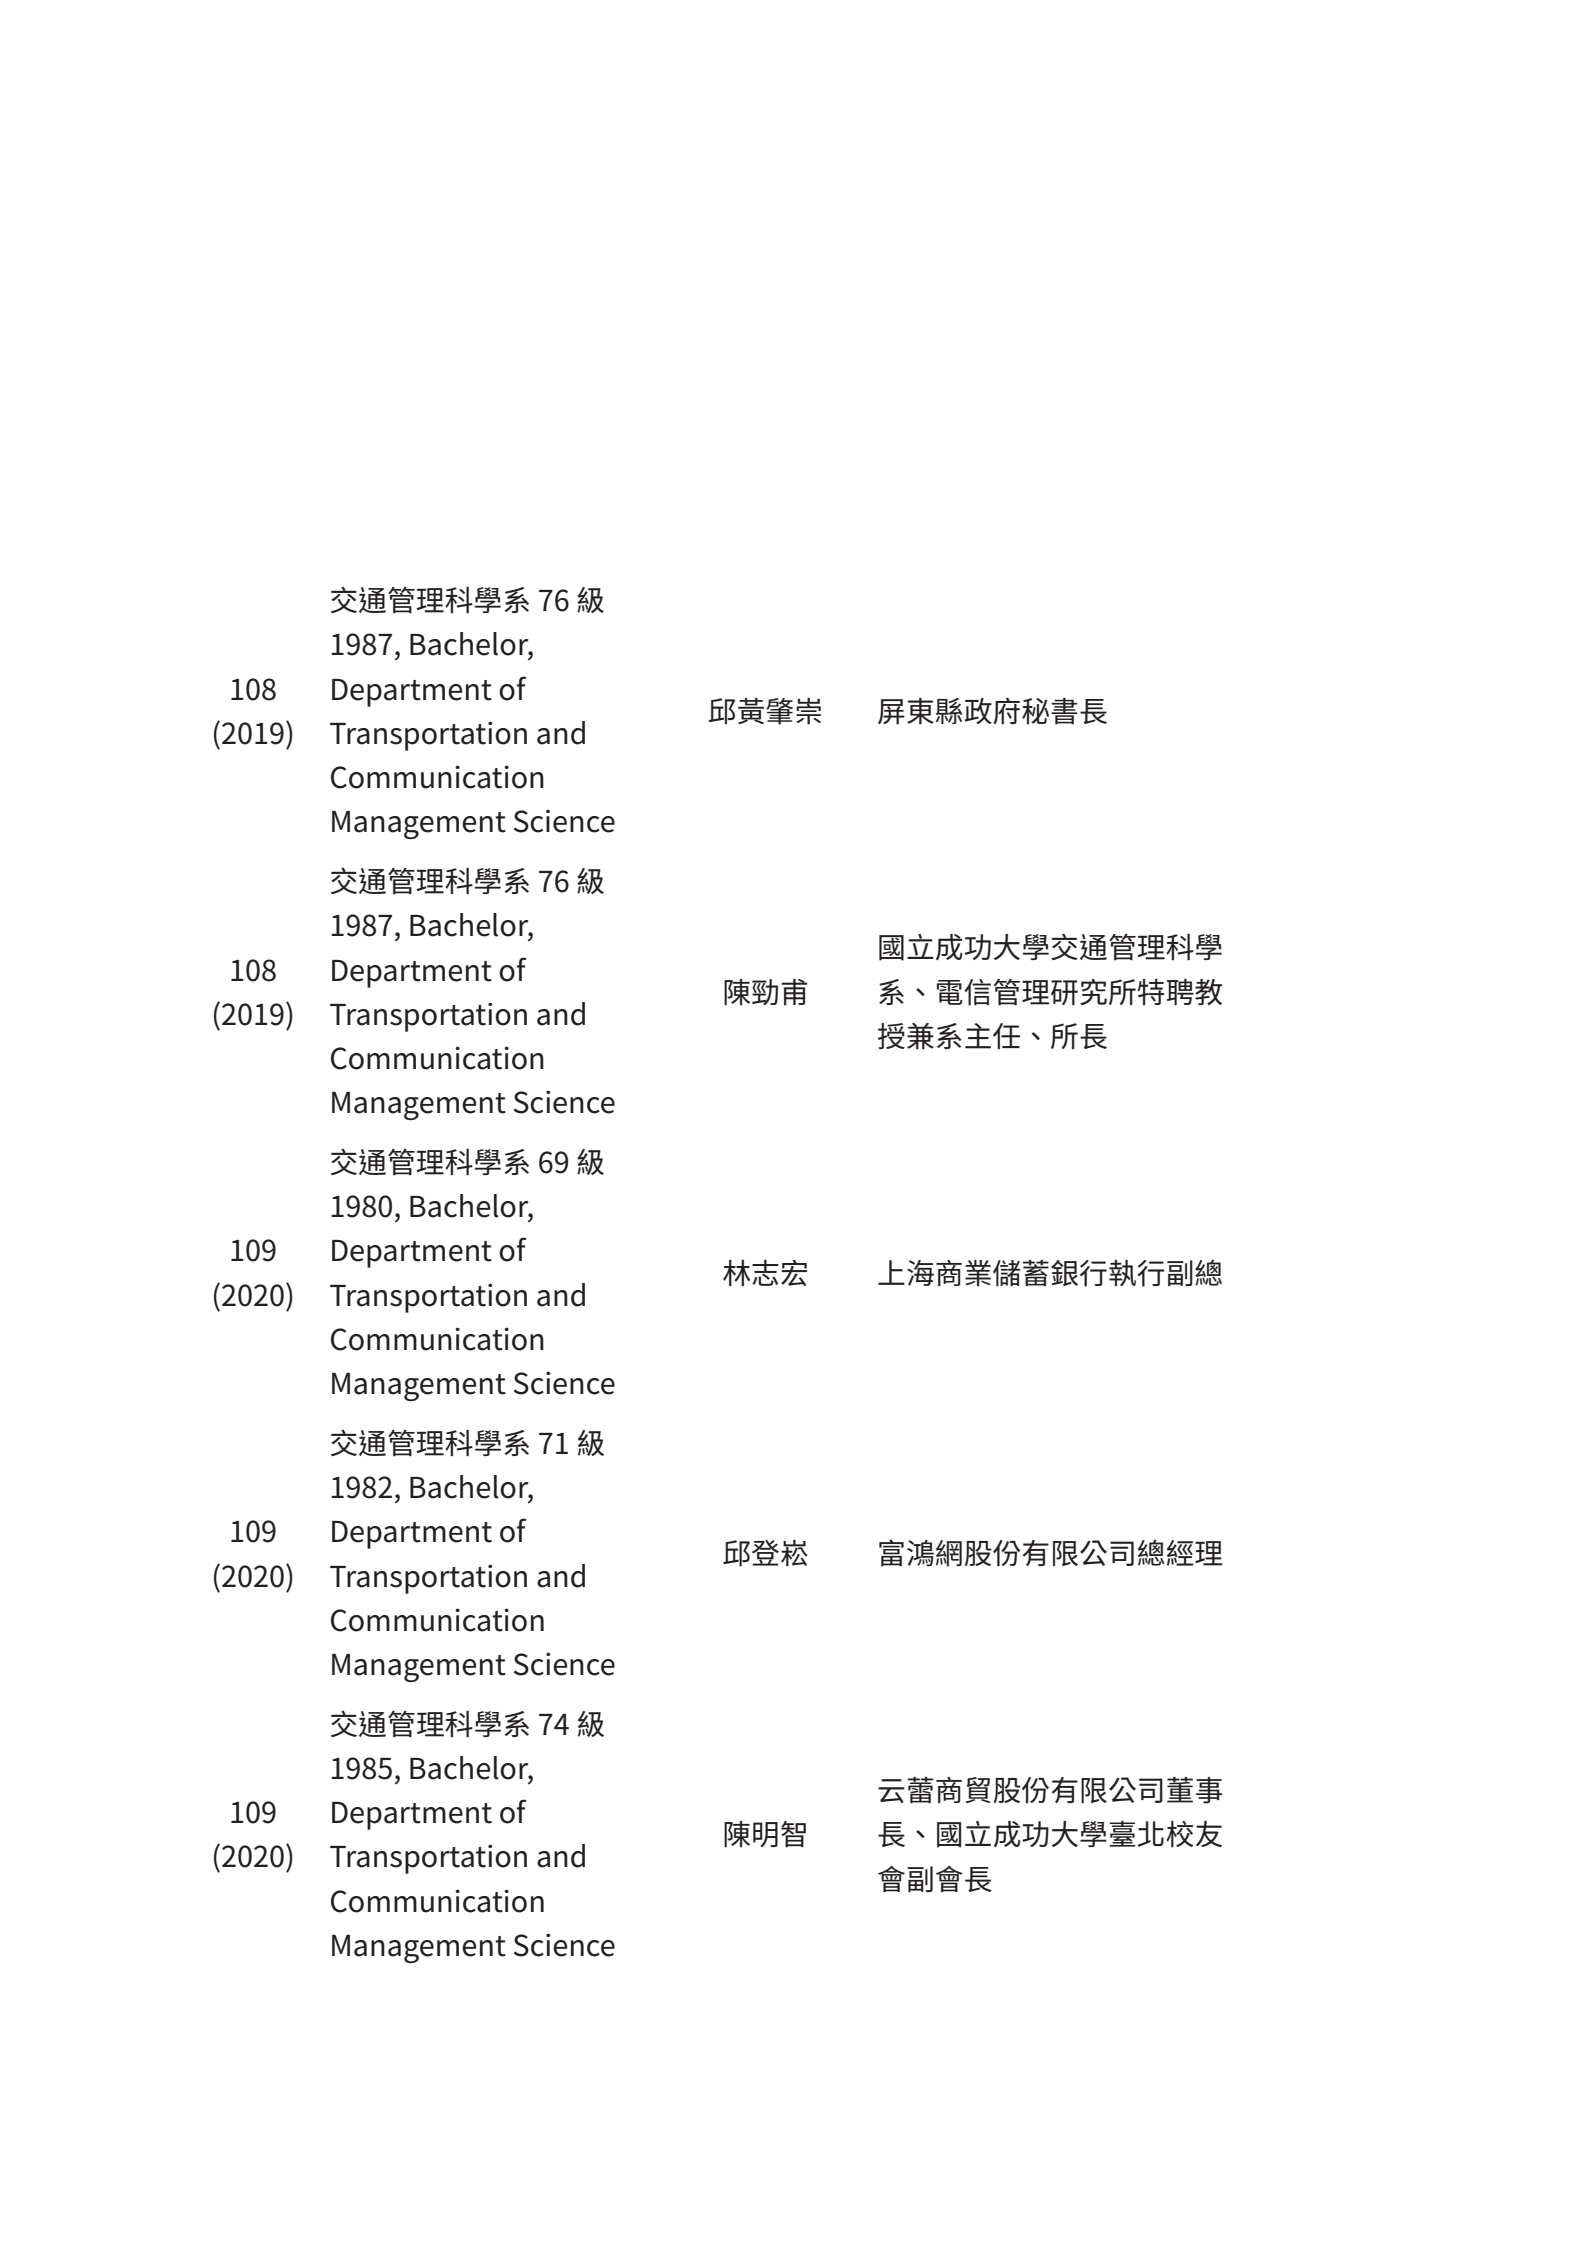 108
(2019)
交通管理科學系 76 級
1987, Bachelor,
Department of
Transportation and
Communication
Management Science
邱黃肇崇
屏東縣政府秘書長
108
(2019)
交通管理科學系 76 級
1987, Bachelor,
Department of
Transportation and
Communication
Management Science
陳勁甫
國立成功大學交通管理科學
系、電信管理研究所特聘教
授兼系主任、所長
109
(2020)
交通管理科學系 69 級
1980, Bachelor,
Department of
Transportation and
Communication
Management Science
林志宏
上海商業儲蓄銀行執行副總
109
(2020)
交通管理科學系 71 級
1982, Bachelor,
Department of
Transportation and
Communication
Management Science
邱登崧
富鴻網股份有限公司總經理
109
(2020)
交通管理科學系 74 級
1985, Bachelor,
Department of
Transportation and
Communication
Management Science
陳明智
云蕾商貿股份有限公司董事
長、國立成功大學臺北校友
會副會長